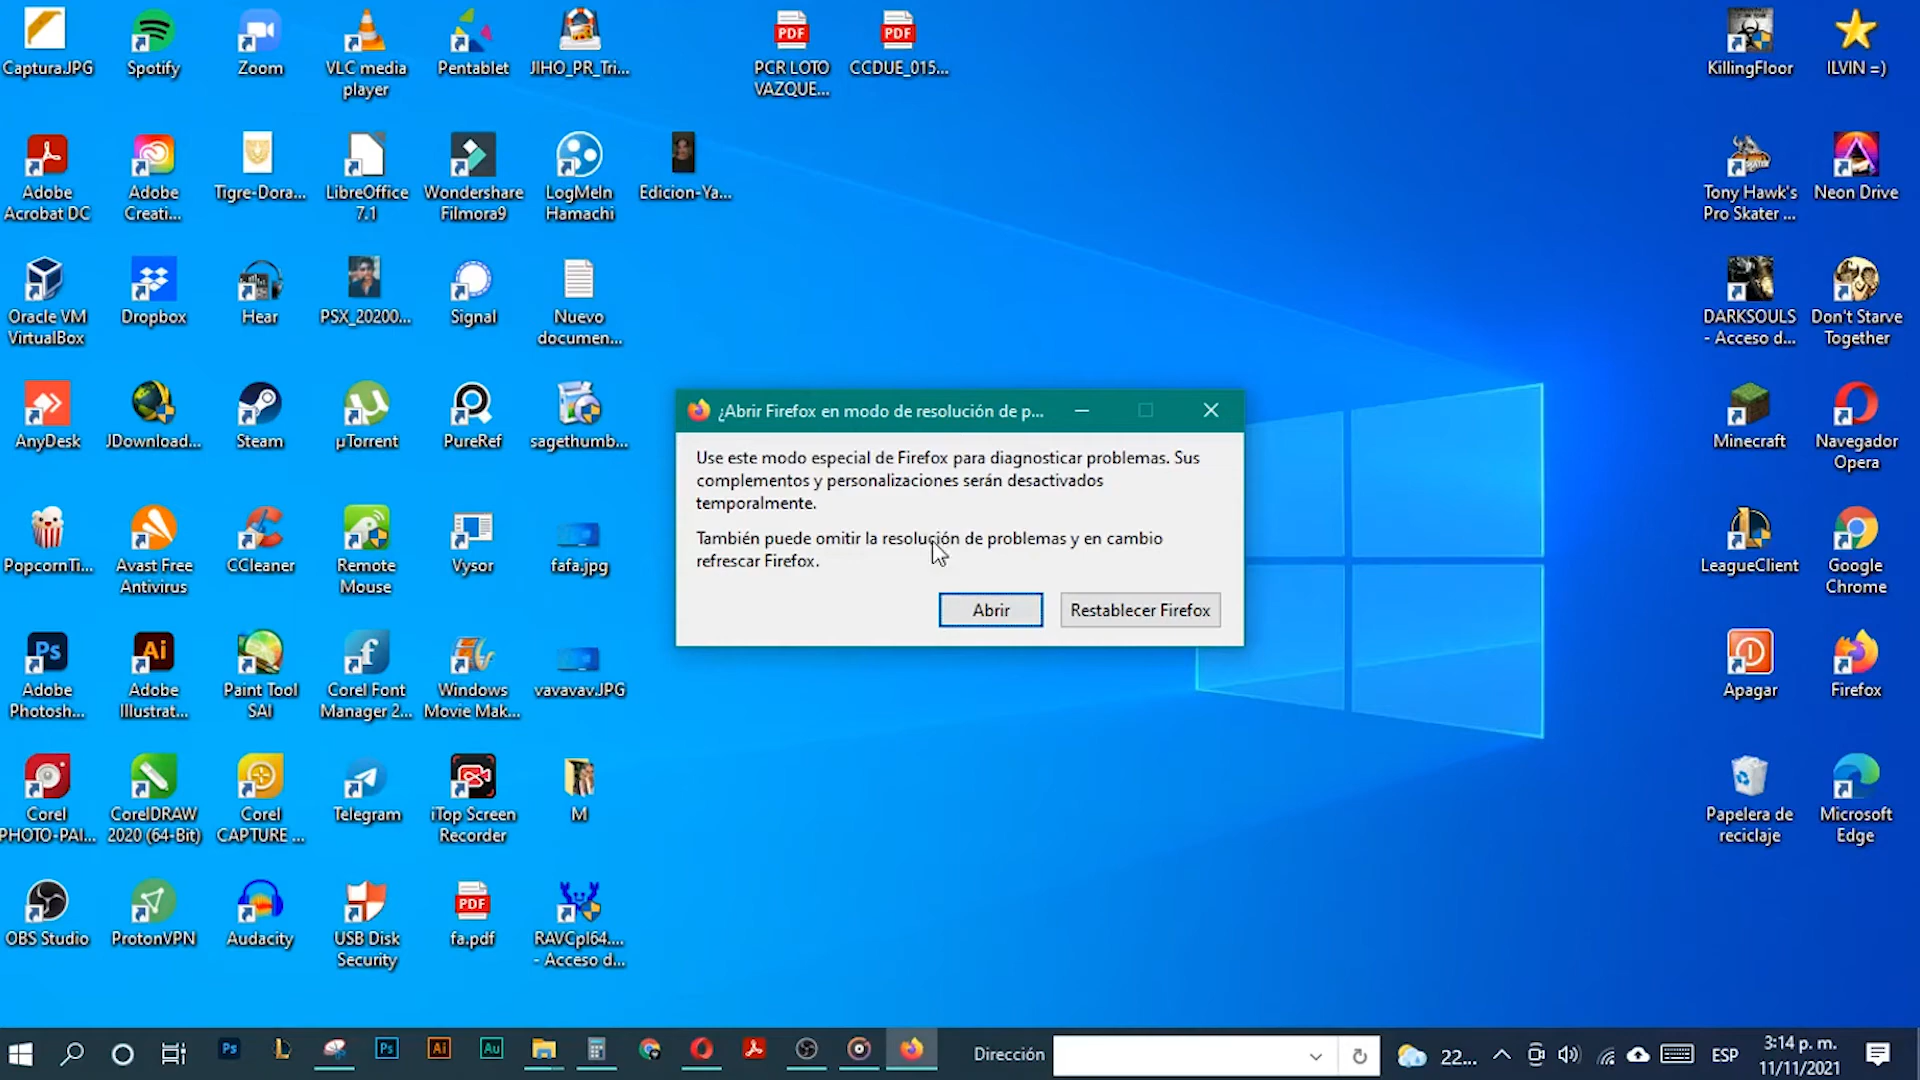 Captura.JPG
Spotify
Zoom
VLC media
player
Pentablet
JIHO_PR_Tri...
PCR LOTO
VAZQUE...
CCDUE_015...
KillingFloor
ILVIN =)
Adobe
Acrobat DC
Adobe
Creati...
Tigre-Dora...
LibreOffice
7.1
Wondershare
Filmora9
LogMeIn
Hamachi
Edicion-Ya...
Tony Hawk's
Pro Skater ...
Neon Drive
Oracle VM
VirtualBox
Dropbox
Hear
PSX_20200...
Signal
Nuevo
documen...
DARKSOULS
- Acceso d...
Don't Starve
Together
AnyDesk
JDownload...
Steam
µTorrent
PureRef
sagethumb...
Minecraft
Navegador
Opera
¿Abrir Firefox en modo de resolución de p...
Use este modo especial de Firefox para diagnosticar problemas. Sus
complementos y personalizaciones serán desactivados
temporalmente.
También puede omitir la resolución de problemas y en cambio
refrescar Firefox.
Abrir
Restablecer Firefox
PopcornTi...
Avast Free
Antivirus
CCleaner
Remote
Mouse
Vysor
fafa.jpg
LeagueClient
Google
Chrome
Adobe
Photosh...
Adobe
Illustrat...
Paint Tool
SAI
Corel Font
Manager 2...
Windows
Movie Mak...
vavavav.JPG
Apagar
Firefox
Corel
PHOTO-PAI...
CorelDRAW
2020 (64-Bit)
Corel
CAPTURE ...
Telegram
iTop Screen
Recorder
M
Papelera de
reciclaje
Microsoft
Edge
OBS Studio
ProtonVPN
Audacity
USB Disk
Security
fa.pdf
RAVCpl64....
- Acceso d...
Dirección
22...
ESP
3:14 p. m.
11/11/2021